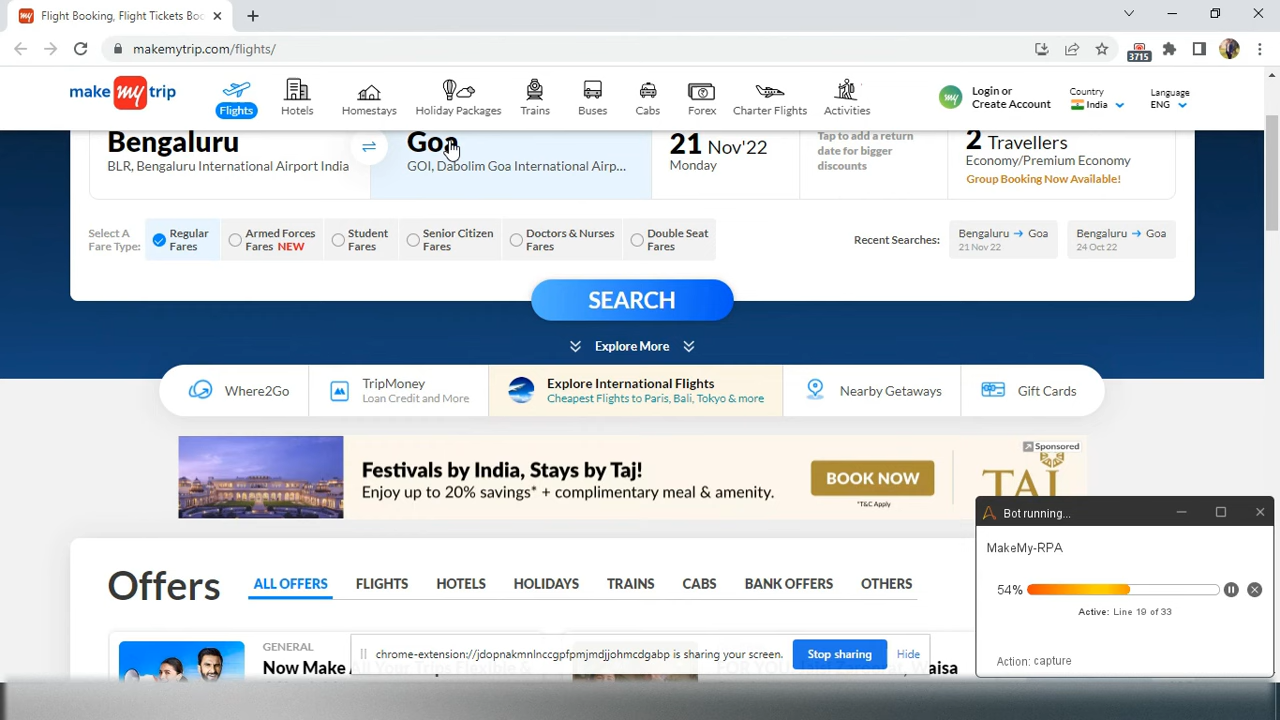 Flight Booking, Flight Tickets Boo
makemytrip.com/flights/
3715
make my trip
Flights
Hotels
Homestays
Holiday Packages
Trains
Buses
Cabs
Forex
Charter Flights
Activities
my
Login or
Create Account
Country
India
Language
ENG
Bengaluru
BLR, Bengaluru International Airport India
Goa
GOI, Dabolim Goa International Airp...
21 Nov'22
Monday
Tap to add a return
date for bigger
discounts
2 Travellers
Economy/Premium Economy
Group Booking Now Available!
Select A
Fare Type:
Regular
Fares
Armed Forces
Fares NEW
Student
Fares
Senior Citizen
Fares
Doctors & Nurses
Fares
Double Seat
Fares
Recent Searches:
Bengaluru → Goa
21 Nov 22
Bengaluru → Goa
24 Oct 22
SEARCH
Explore More
Where2Go
TripMoney
Loan Credit and More
Explore International Flights
Cheapest Flights to Paris, Bali, Tokyo & more
Nearby Getaways
Gift Cards
Festivals by India, Stays by Taj!
Enjoy up to 20% savings* + complimentary meal & amenity.
BOOK NOW
*T&C Apply
Sponsored
TAJ
Offers
ALL OFFERS
FLIGHTS
HOTELS
HOLIDAYS
TRAINS
CABS
BANK OFFERS
OTHERS
GENERAL
Now Make All Your Trips Flexible &
chrome-extension://jdopnakmnlnccgpfpmjmdjjohmcdgabp is sharing your screen.
Stop sharing
Hide
Bot running...
MakeMy-RPA
54%
Active: Line 19 of 33
Action: capture